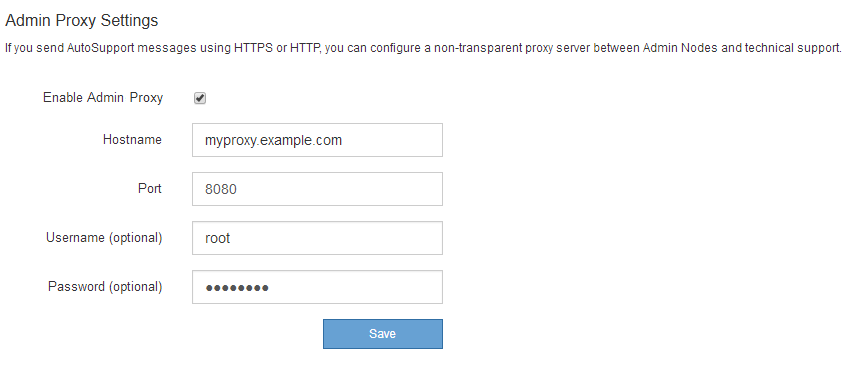 Admin Proxy Settings
If you send AutoSupport messages using HTTPS or HTTP, you can configure a non-transparent proxy server between Admin Nodes and technical support.
Enable Admin Proxy
Hostname myproxy.example.com
Port 8080
Username (optional) root
Password (optional) ●●●●●●●●
Save